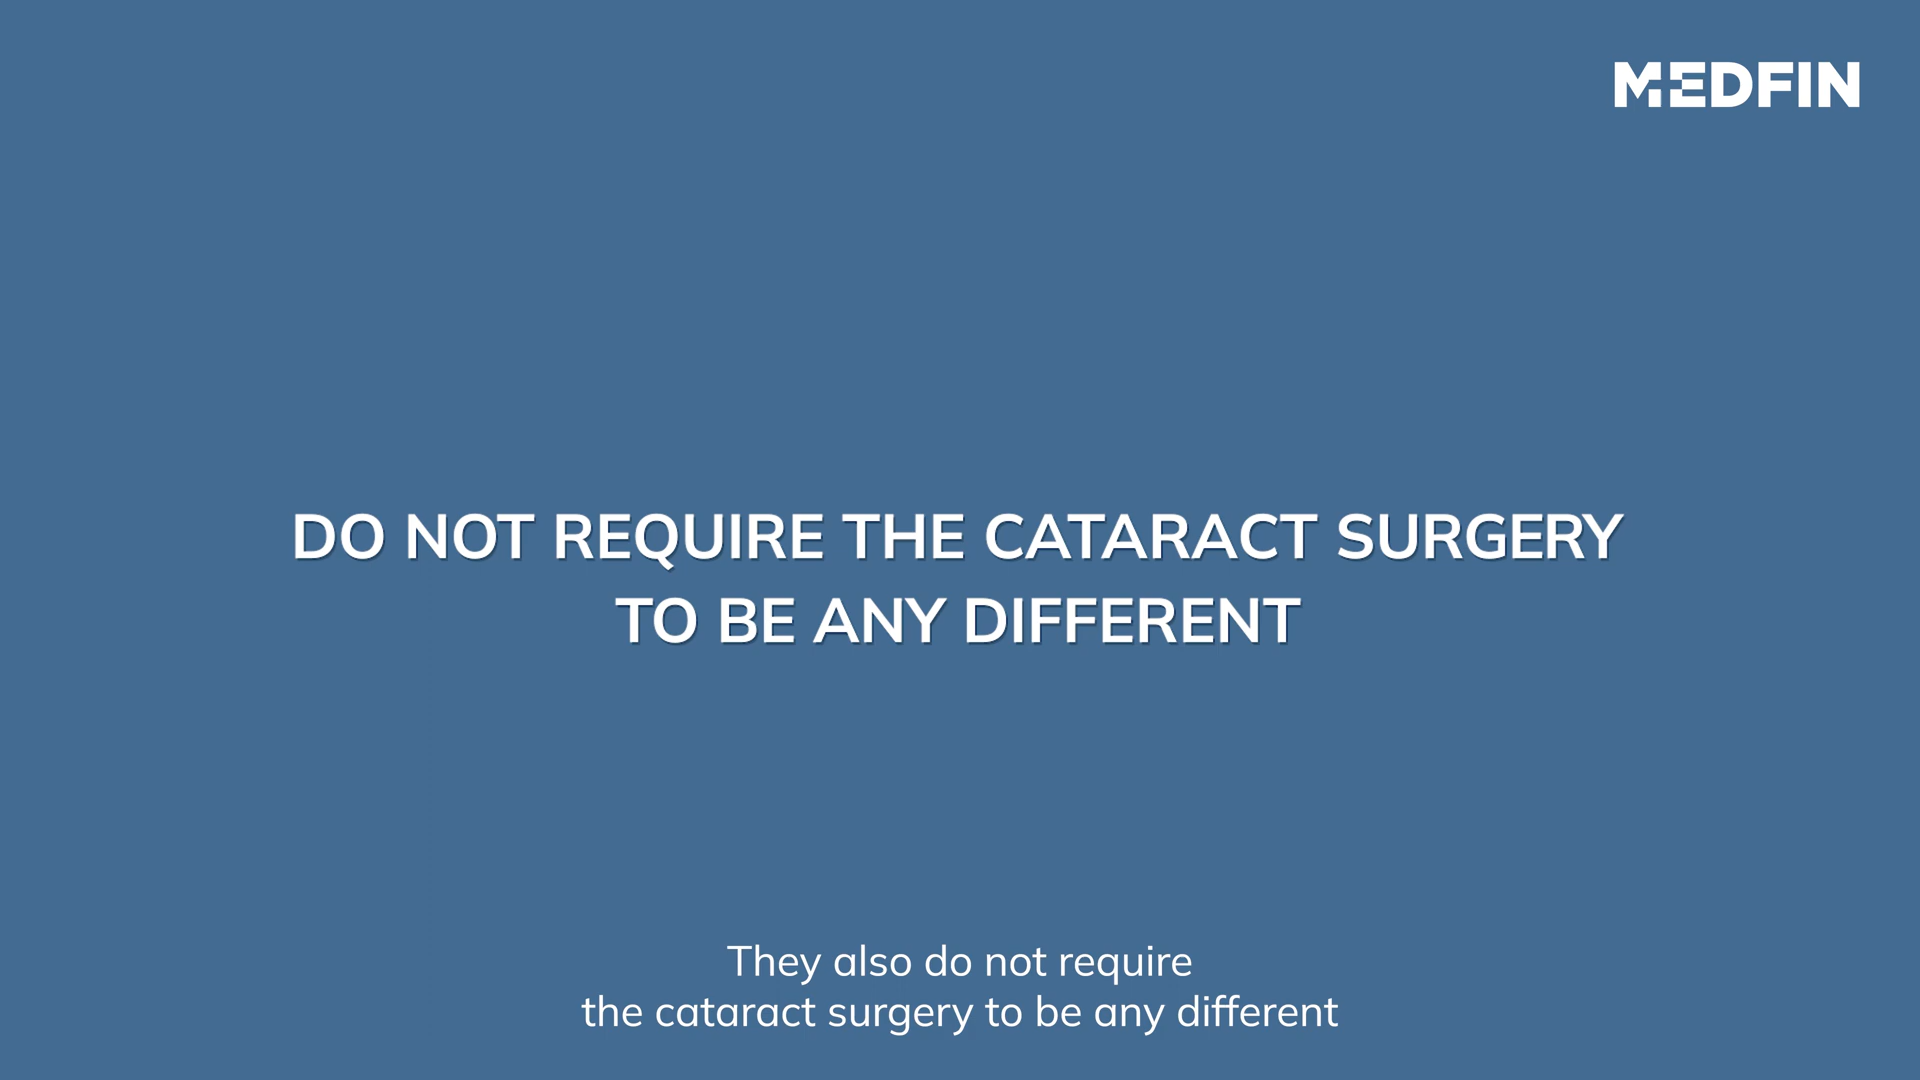 MEDFIN
DO NOT REQUIRE THE CATARACT SURGERY
TO BE ANY DIFFERENT
They also do not require
the cataract surgery to be any different